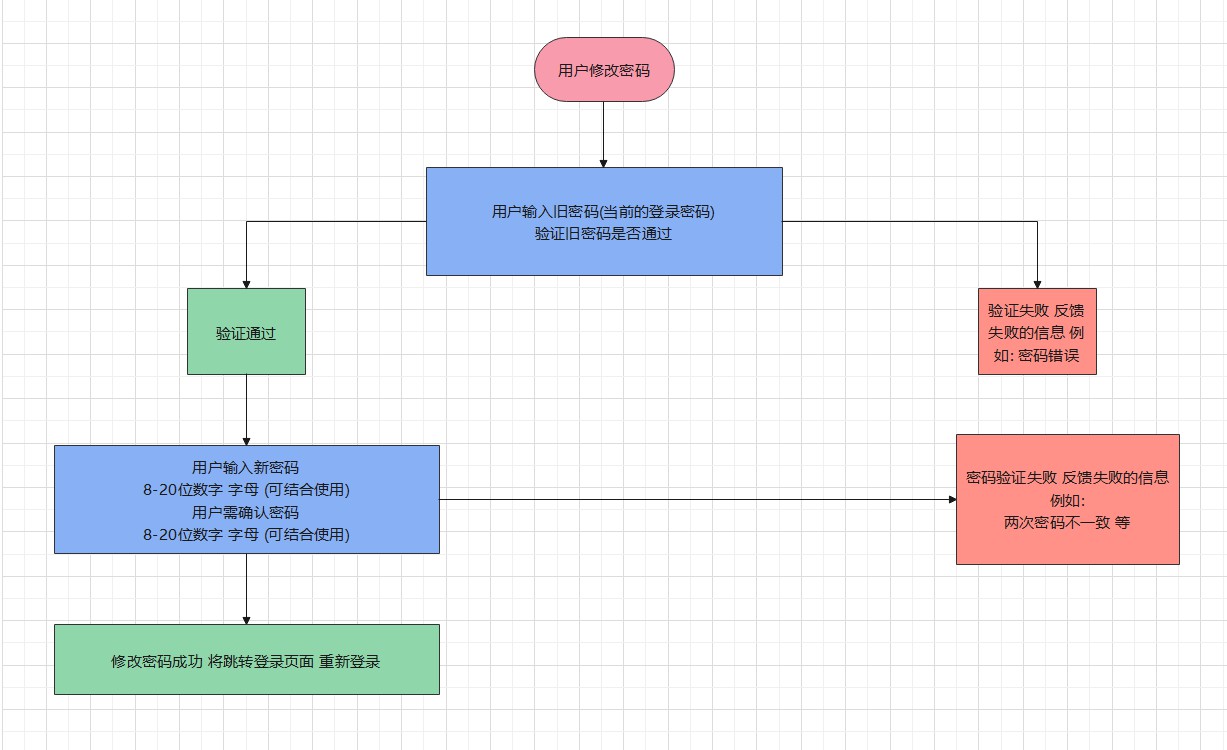 用户修改密码
用户输入旧密码(当前的登录密码)
验证旧密码是否通过
验证通过
验证失败 反馈
失败的信息 例
如: 密码错误
用户输入新密码
8-20位数字 字母 (可结合使用)
用户需确认密码
8-20位数字 字母 (可结合使用)
密码验证失败 反馈失败的信息
例如:
两次密码不一致 等
修改密码成功 将跳转登录页面 重新登录